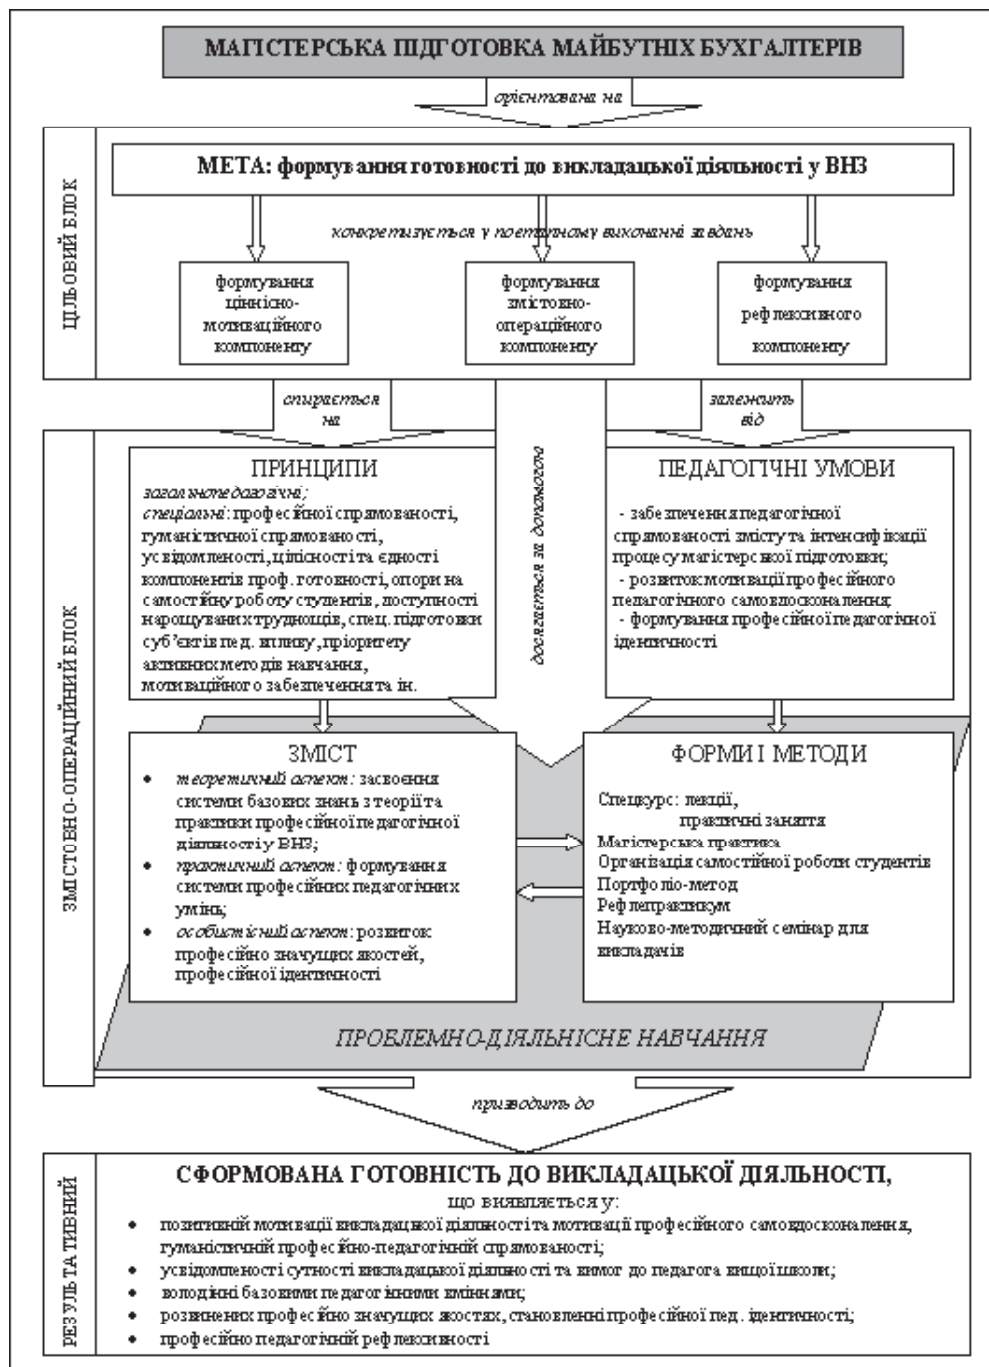 МАГІСТЕРСЬКА ПІДГОТОВКА МАЙБУТНІХ БУХГАЛТЕРІВ
орієнтована на
ЦІЛЬОВИЙ БЛОК
МЕТА: формування готовності до викладацької діяльності у ВНЗ
конкретизується у поетапному виконанні завдань
формування
ціннісно-
мотиваційного
компоненту
формування
змістовно-
операційного
компоненту
формування
рефлексивного
компоненту
спирається
на
досягається за допомогою
залежить
від
ЗМІСТОВНО-ОПЕРАЦІЙНИЙ БЛОК
ПРИНЦИПИ
загальнопедагогічні;
спеціальні: професійної спрямованості,
гуманістичної спрямованості,
усвідомленості, цілісності та єдності
компонентів проф. готовності, опори на
самостійну роботу студентів, доступності
нарощуваних труднощів, спец. підготовки
суб’єктів пед. впливу, пріоритету
активних методів навчання,
мотиваційного забезпечення та ін.
ПЕДАГОГІЧНІ УМОВИ
- забезпечення педагогічної
спрямованості змісту та інтенсифікації
процесу магістерської підготовки;
- розвиток мотивації професійного
педагогічного самовдосконалення;
- формування професійної педагогічної
ідентичності
ЗМІСТ
• теоретичний аспект: засвоєння
системи базових знань з теорії та
практики професійної педагогічної
діяльності у ВНЗ;
• практичний аспект: формування
системи професійних педагогічних
умінь;
• особистісний аспект: розвиток
професійно значущих якостей,
професійної ідентичності
ФОРМИ І МЕТОДИ
Спецкурс: лекції,
практичні заняття
Магістерська практика
Організація самостійної роботи студентів
Портфоліо-метод
Рефлепрактикум
Науково-методичний семінар для
викладачів
ПРОБЛЕМНО-ДІЯЛЬНІСНЕ НАВЧАННЯ
призводить до
РЕЗУЛЬТАТИВНИЙ
СФОРМОВАНА ГОТОВНІСТЬ ДО ВИКЛАДАЦЬКОЇ ДІЯЛЬНОСТІ,
що виявляється у:
• позитивній мотивації викладацької діяльності та мотивації професійного самовдосконалення,
гуманістичній професійно-педагогічній спрямованості;
• усвідомленості сутності викладацької діяльності та вимог до педагога вищої школи;
• володінні базовими педагогічними вміннями;
• розвинених професійно значущих якостях, становленні професійної пед. ідентичності;
• професійно педагогічній рефлексивності